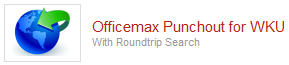 Officemax Punchout for WKU
With Roundtrip Search